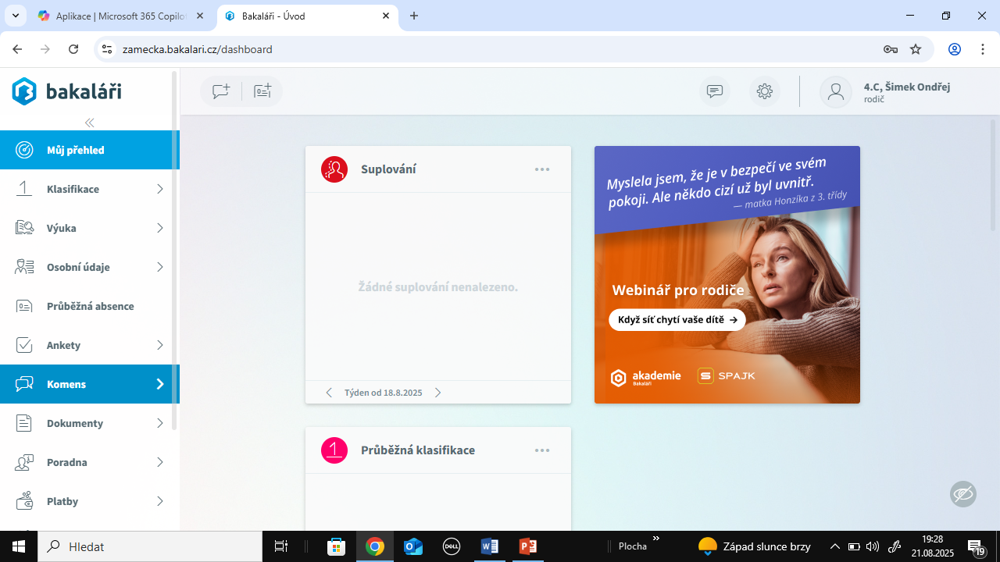 Aplikace | Microsoft 365 Copilot
Bakaláři - Úvod
zamecka.bakalari.cz/dashboard
bakaláři
4.C, Šimek Ondřej
rodič
Můj přehled
Klasifikace
Výuka
Osobní údaje
Průběžná absence
Ankety
Komens
Dokumenty
Poradna
Platby
Suplování
Žádné suplování nenalezeno.
Týden od 18.8.2025
Průběžná klasifikace
Myslela jsem, že je v bezpečí ve svém
pokoji. Ale někdo cizí už byl uvnitř.
— matka Honzíka z 3. třídy
Webinář pro rodiče
Když síť chytí vaše dítě →
akademie
Bakaláři
S SPAJK
Hledat
DELL
Plocha
»
Západ slunce brzy
19:28
21.08.2025
19